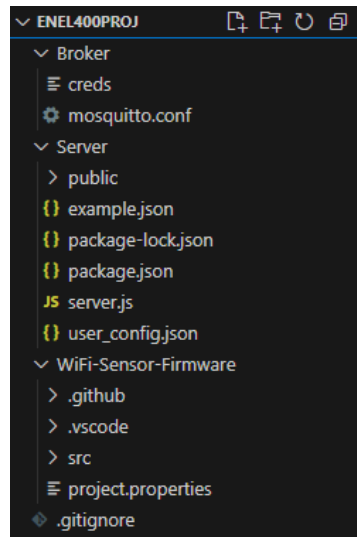 ENEL400PROJ
Broker
creds
mosquitto.conf
Server
public
{} example.json
{} package-lock.json
{} package.json
JS server.js
{} user_config.json
WiFi-Sensor-Firmware
.github
.vscode
src
project.properties
.gitignore